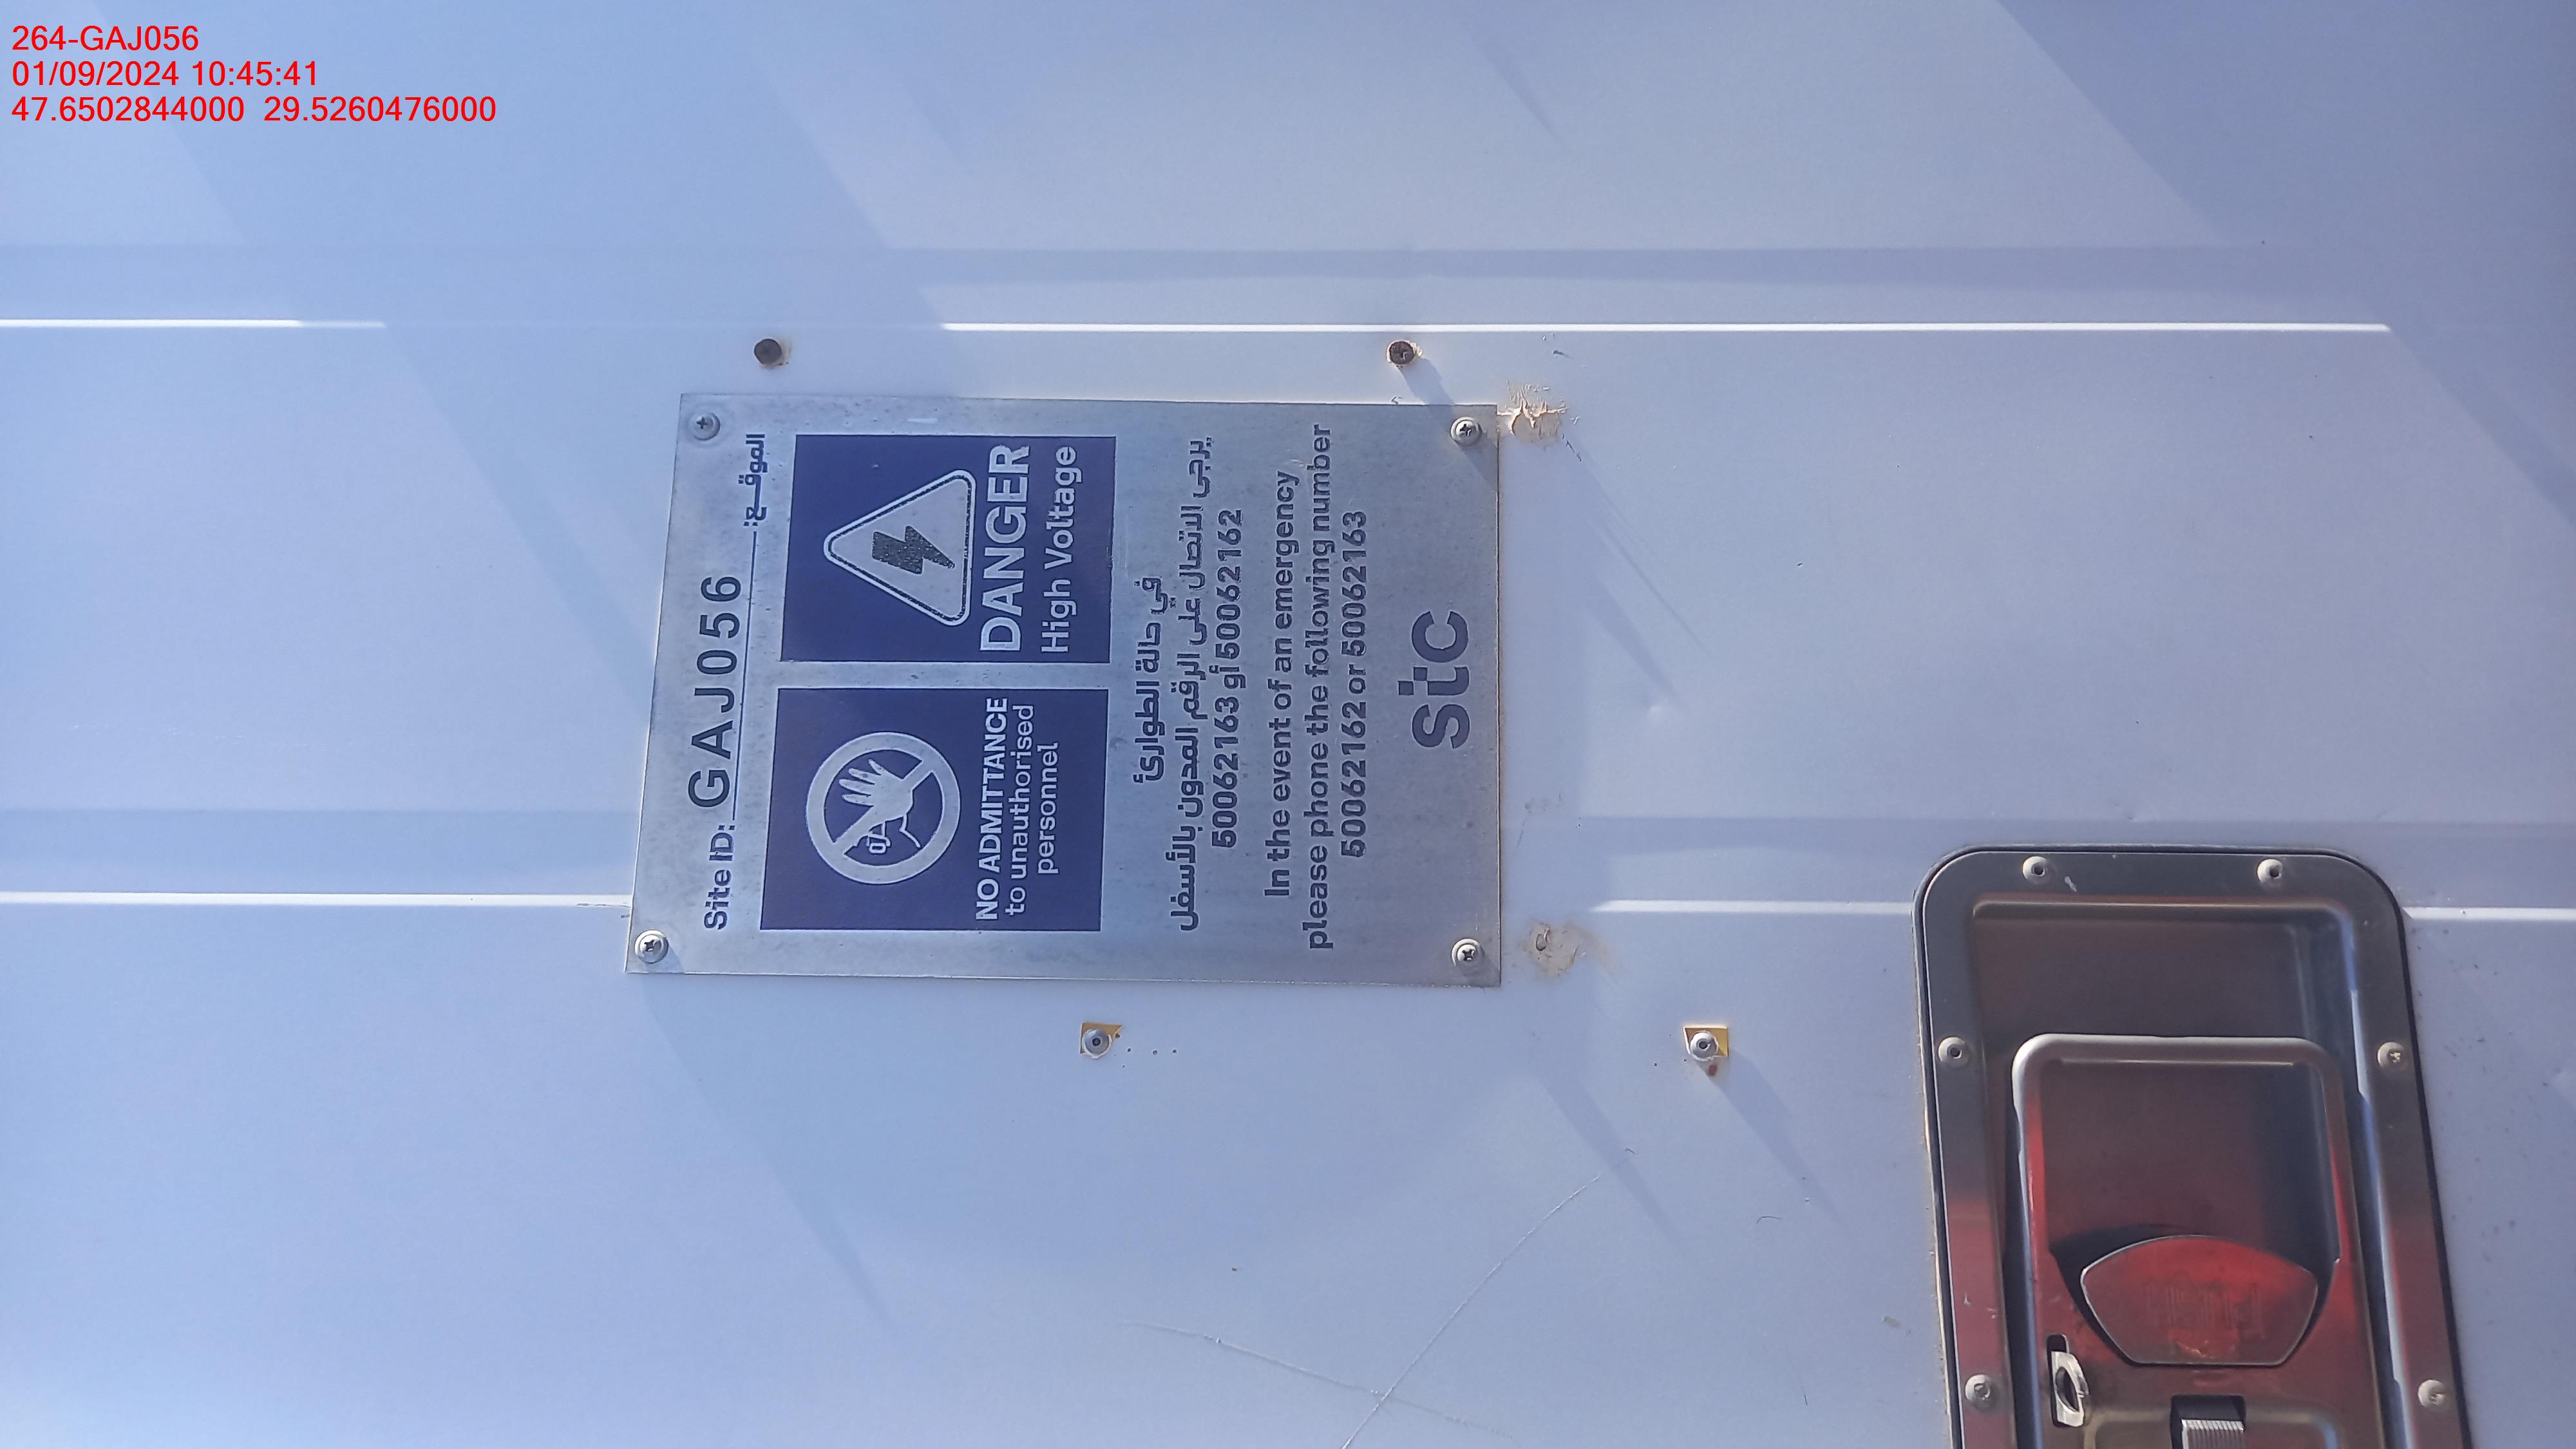 264-GAJ056
01/09/2024 10:45:41
47.6502844000 29.5260476000
Site ID: GAJ056 الموقع:
NO ADMITTANCE
to unauthorised
personnel
DANGER
High Voltage
في حالة الطوارئ
يرجى الاتصال على الرقم المدون بالأسفل
50062163 أو 50062162
In the event of an emergency
please phone the following number
50062162 or 50062163
stc